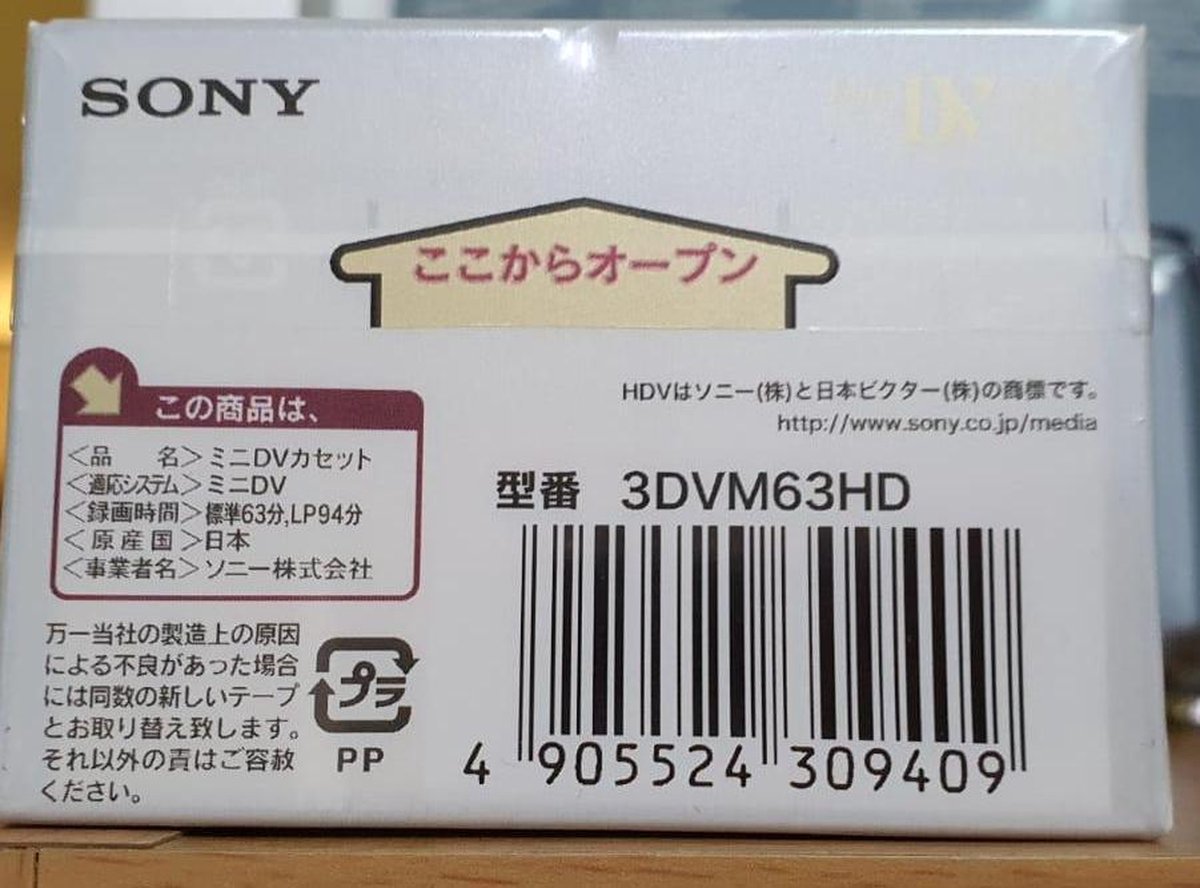 SONY
DV
ここからオープン
この商品は、
<品　名>ミニDVカセット
<適応システム>ミニDV
<録画時間>標準63分,LP94分
<原産国>日本
<事業者名>ソニー株式会社
HDVはソニー(株)と日本ビクター(株)の商標です。
http://www.sony.co.jp/media
型番 3DVM63HD
万一当社の製造上の原因
による不良があった場合
には同数の新しいテープ
とお取り替え致します。
それ以外の責はご容赦
ください。
プラ
PP
4 905524 309409